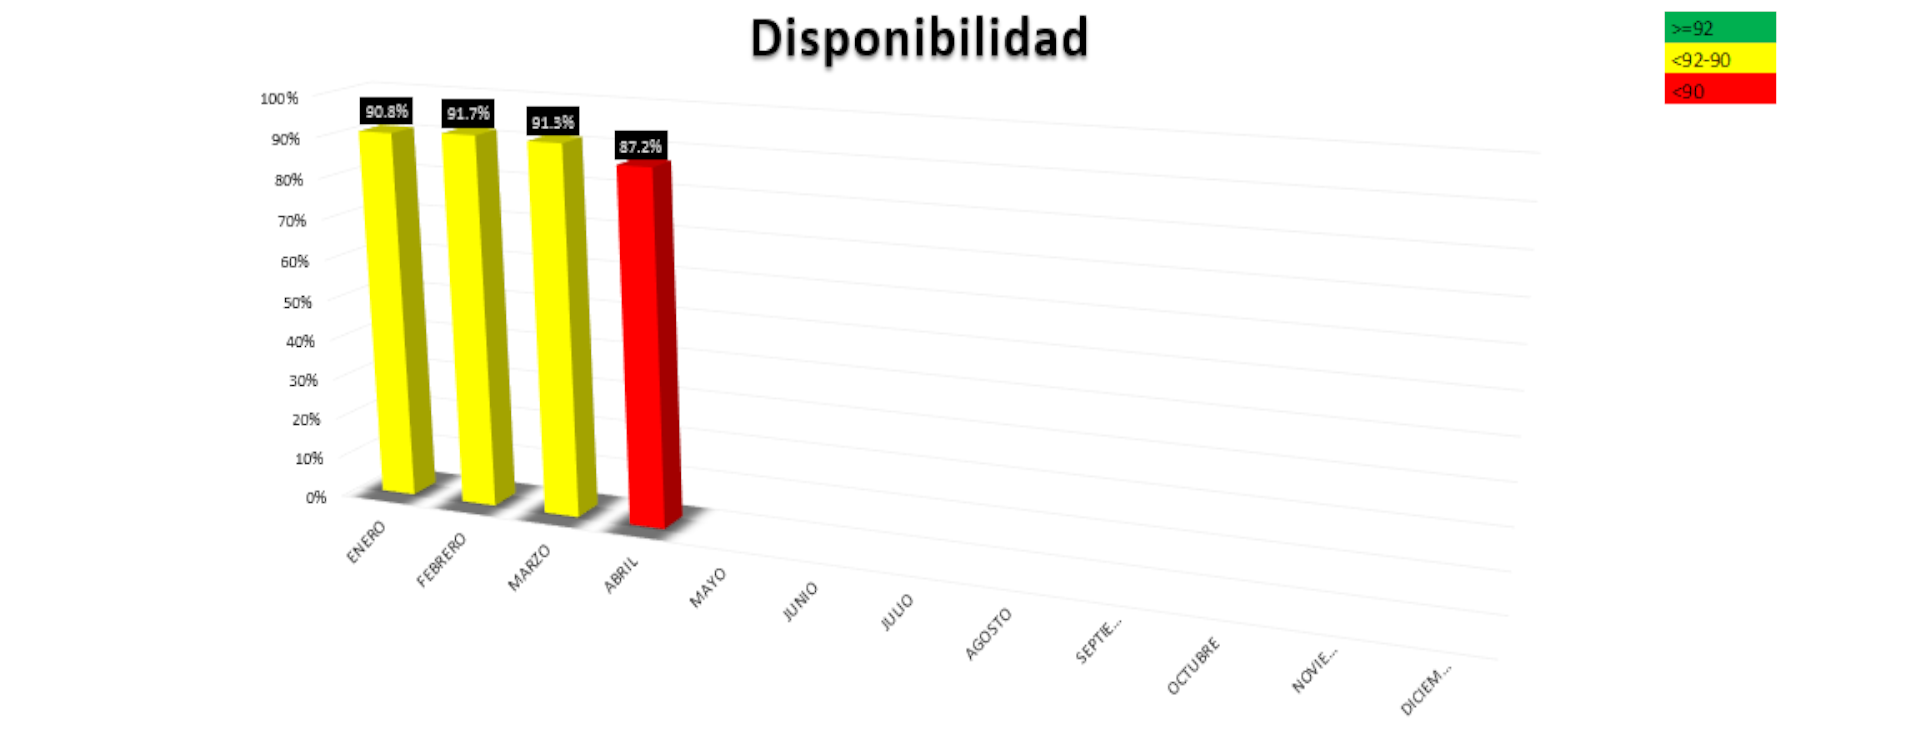 Disponibilidad
>=92
<92-90
<90
100%
90%
80%
70%
60%
50%
40%
30%
20%
10%
0%
90.8%
91.7%
91.3%
87.2%
ENERO
FEBRERO
MARZO
ABRIL
MAYO
JUNIO
JULIO
AGOSTO
SEPTIE...
OCTUBRE
NOVIE...
DICIEM...